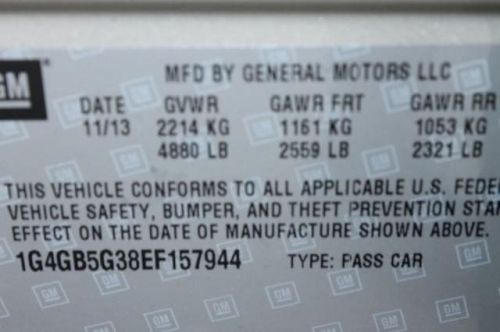 GM
MFD BY GENERAL MOTORS LLC
DATE GVWR GAWR FRT GAWR RR
11/13 2214 KG 1161 KG 1053 KG
4880 LB 2559 LB 2321 LB
THIS VEHICLE CONFORMS TO ALL APPLICABLE U.S. FEDE
VEHICLE SAFETY, BUMPER, AND THEFT PREVENTION STA
EFFECT ON THE DATE OF MANUFACTURE SHOWN ABOVE.
1G4GB5G38EF157944 TYPE: PASS CAR